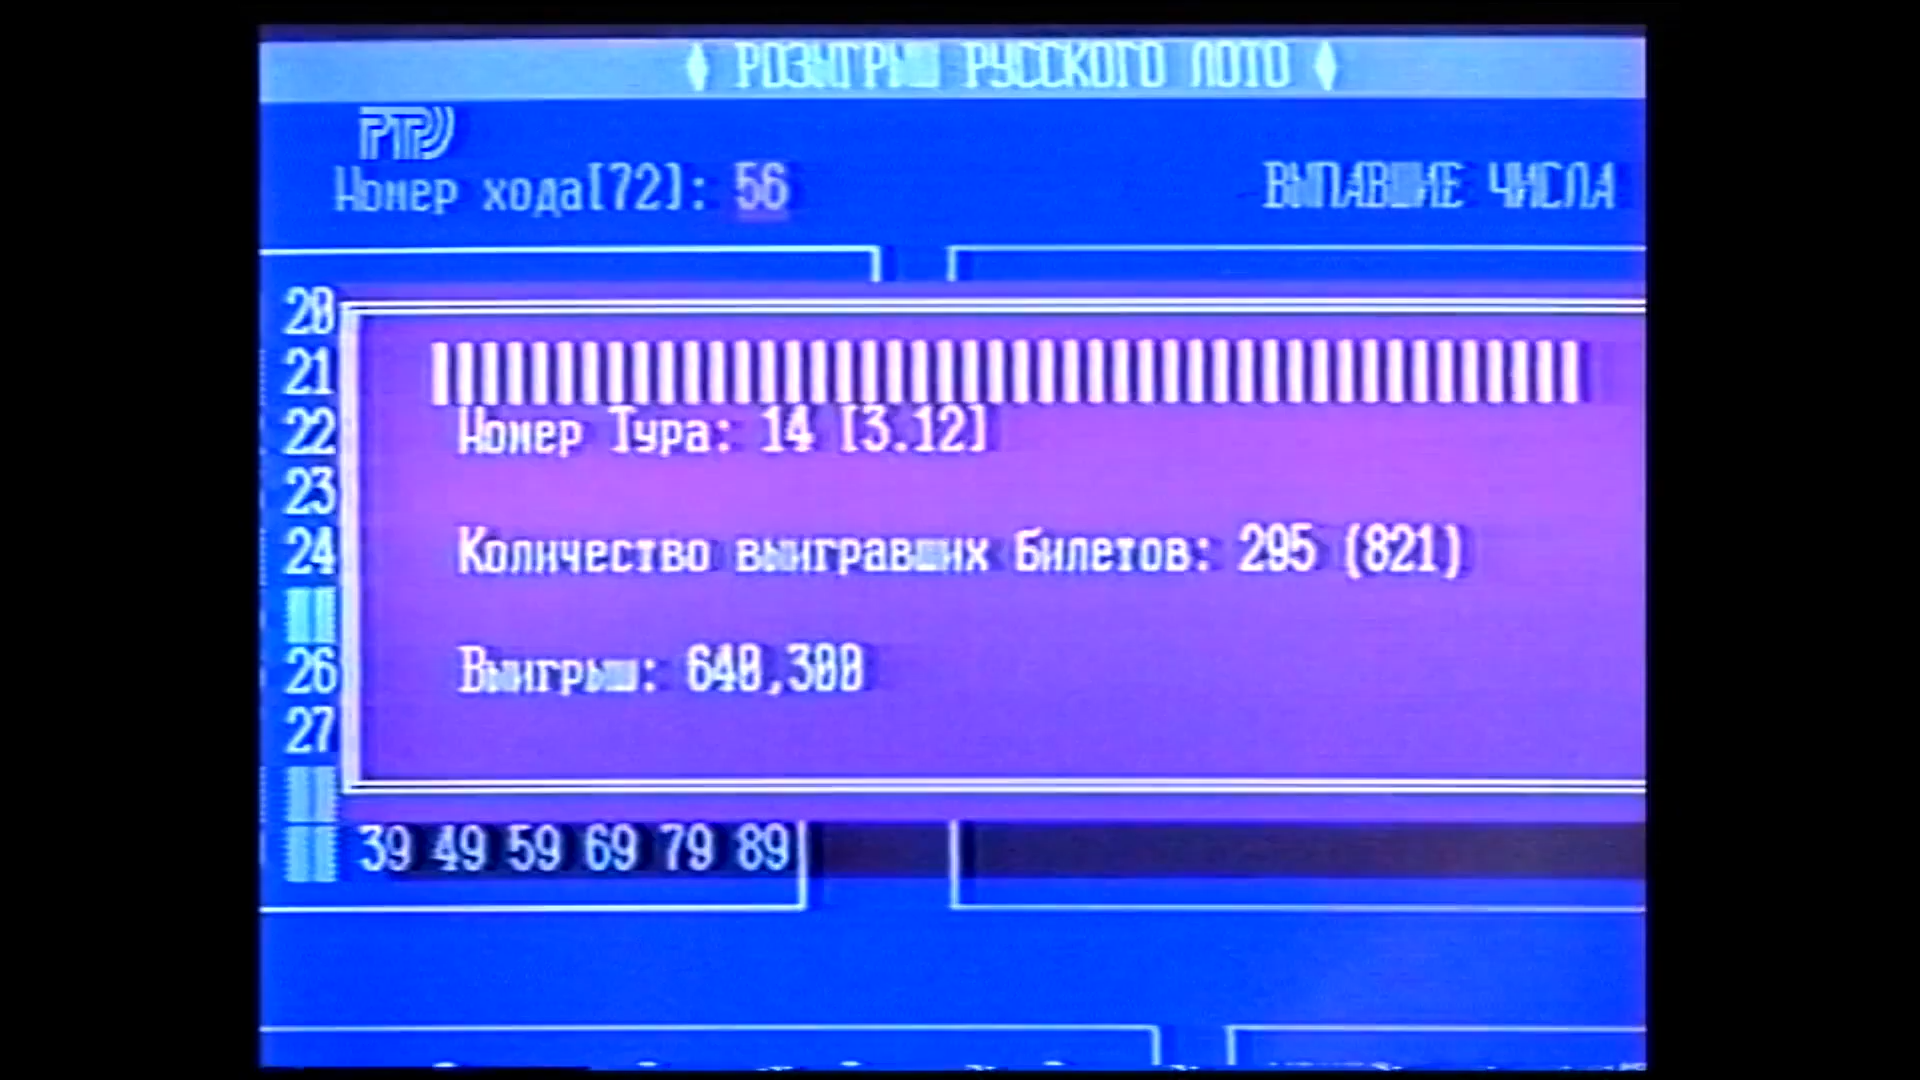 РОЗЫГРЫШ РУССКОГО ЛОТО
РТР
Номер хода[72]: 56
ВЫПАВШИЕ ЧИСЛА
20
21
22
23
24
26
27
Номер Тура: 14 [3.12]
Количество выигравших билетов: 295 (821)
Выигрыш: 640,300
39 49 59 69 79 89